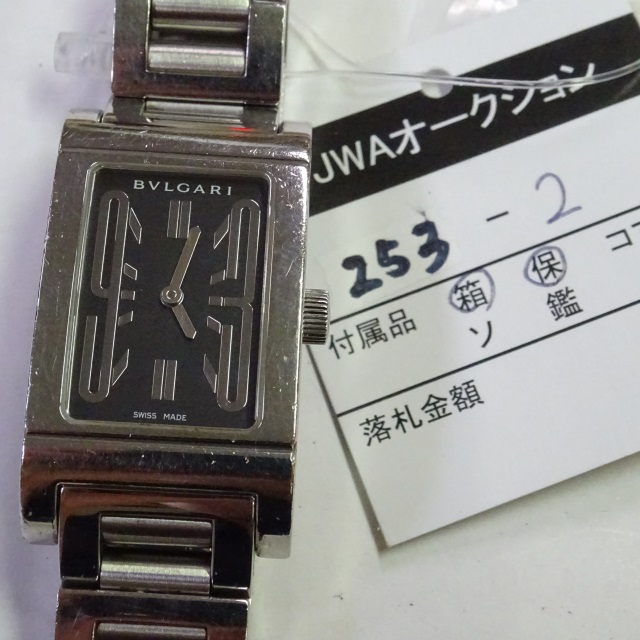 BVLGARI
SWISS MADE
JWAオークション
253 - 2
付属品 箱 保 コ
ソ 鑑
落札金額